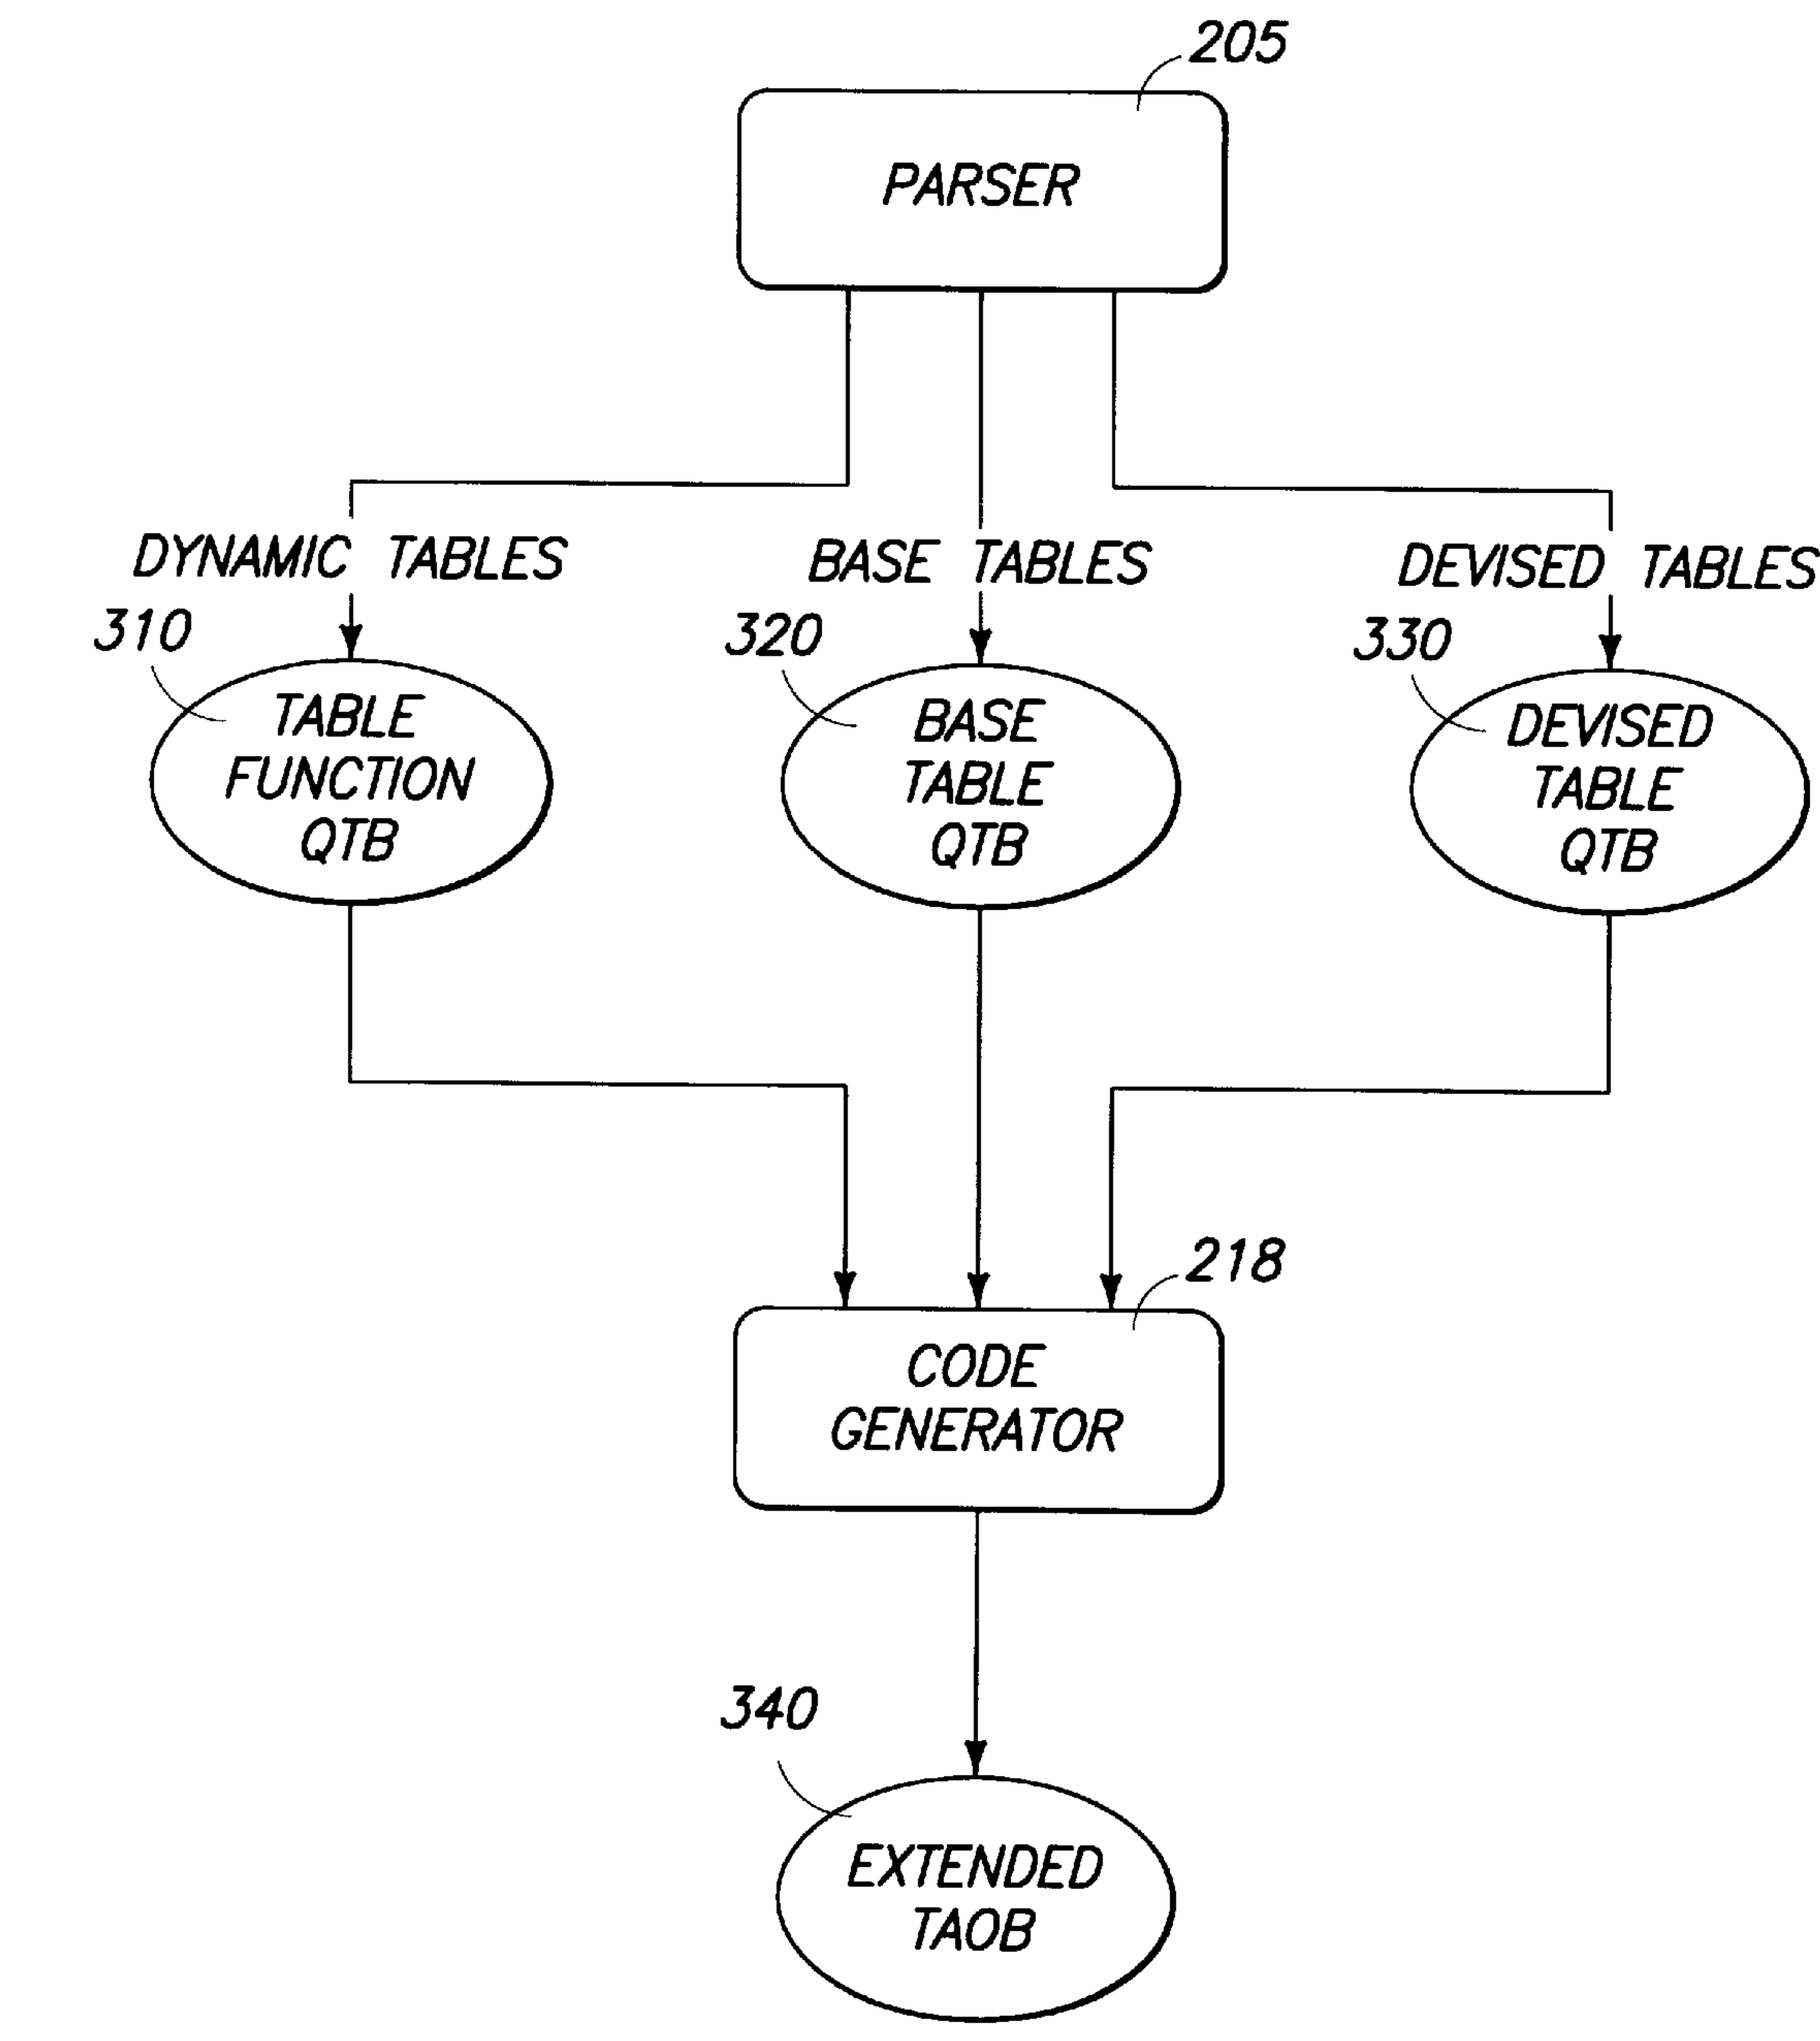 205
PARSER
DYNAMIC TABLES
BASE TABLES
DEVISED TABLES
310
320
330
TABLE
FUNCTION
QTB
BASE
TABLE
QTB
DEVISED
TABLE
QTB
218
CODE
GENERATOR
340
EXTENDED
TAOB